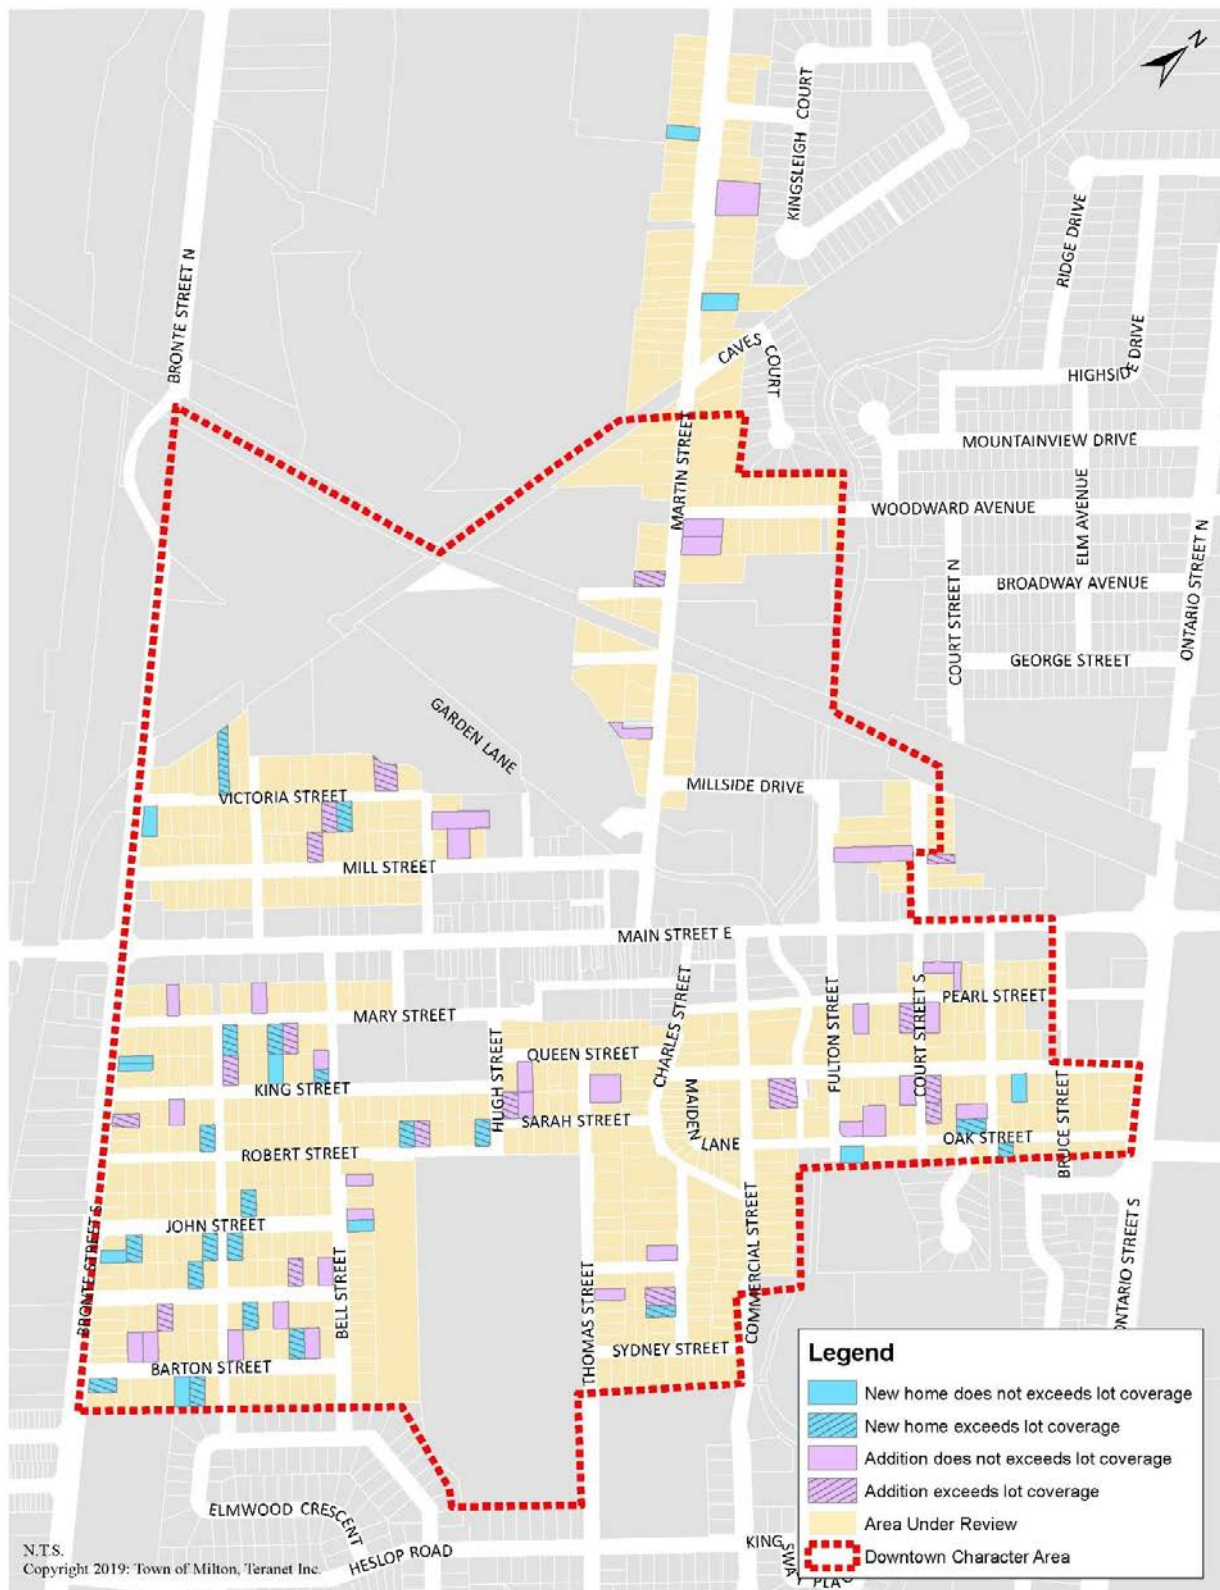 N
KINGSLEIGH COURT
RIDGE DRIVE
BRONTE STREET N
CAVES COURT
HIGHSIDE DRIVE
MARTIN STREET
MOUNTAINVIEW DRIVE
WOODWARD AVENUE
ELM AVENUE
COURT STREET N
BROADWAY AVENUE
ONTARIO STREET N
GEORGE STREET
GARDEN LANE
MILLSIDE DRIVE
VICTORIA STREET
MILL STREET
MAIN STREET E
CHARLES STREET
FULTON STREET
COURT STREET S
PEARL STREET
MARY STREET
HUGH STREET
QUEEN STREET
MAIDEN LANE
KING STREET
SARAH STREET
BRUCE STREET
OAK STREET
ROBERT STREET
JOHN STREET
BRONTE STREET S
BELL STREET
COMMERCIAL STREET
THOMAS STREET
ONTARIO STREET S
SYDNEY STREET
BARTON STREET
Legend
New home does not exceeds lot coverage
New home exceeds lot coverage
Addition does not exceeds lot coverage
Addition exceeds lot coverage
Area Under Review
Downtown Character Area
ELMWOOD CRESCENT
HESLOP ROAD
KING
SWAY
N.T.S.
Copyright 2019: Town of Milton, Teranet Inc.